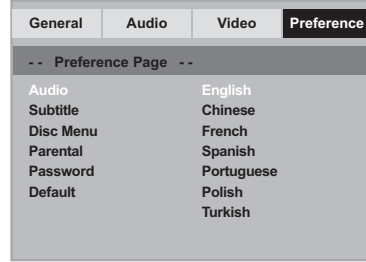 General Audio Video Preference
- - Preference Page - -
Audio English
Subtitle Chinese
Disc Menu French
Parental Spanish
Password Portuguese
Default Polish
Turkish